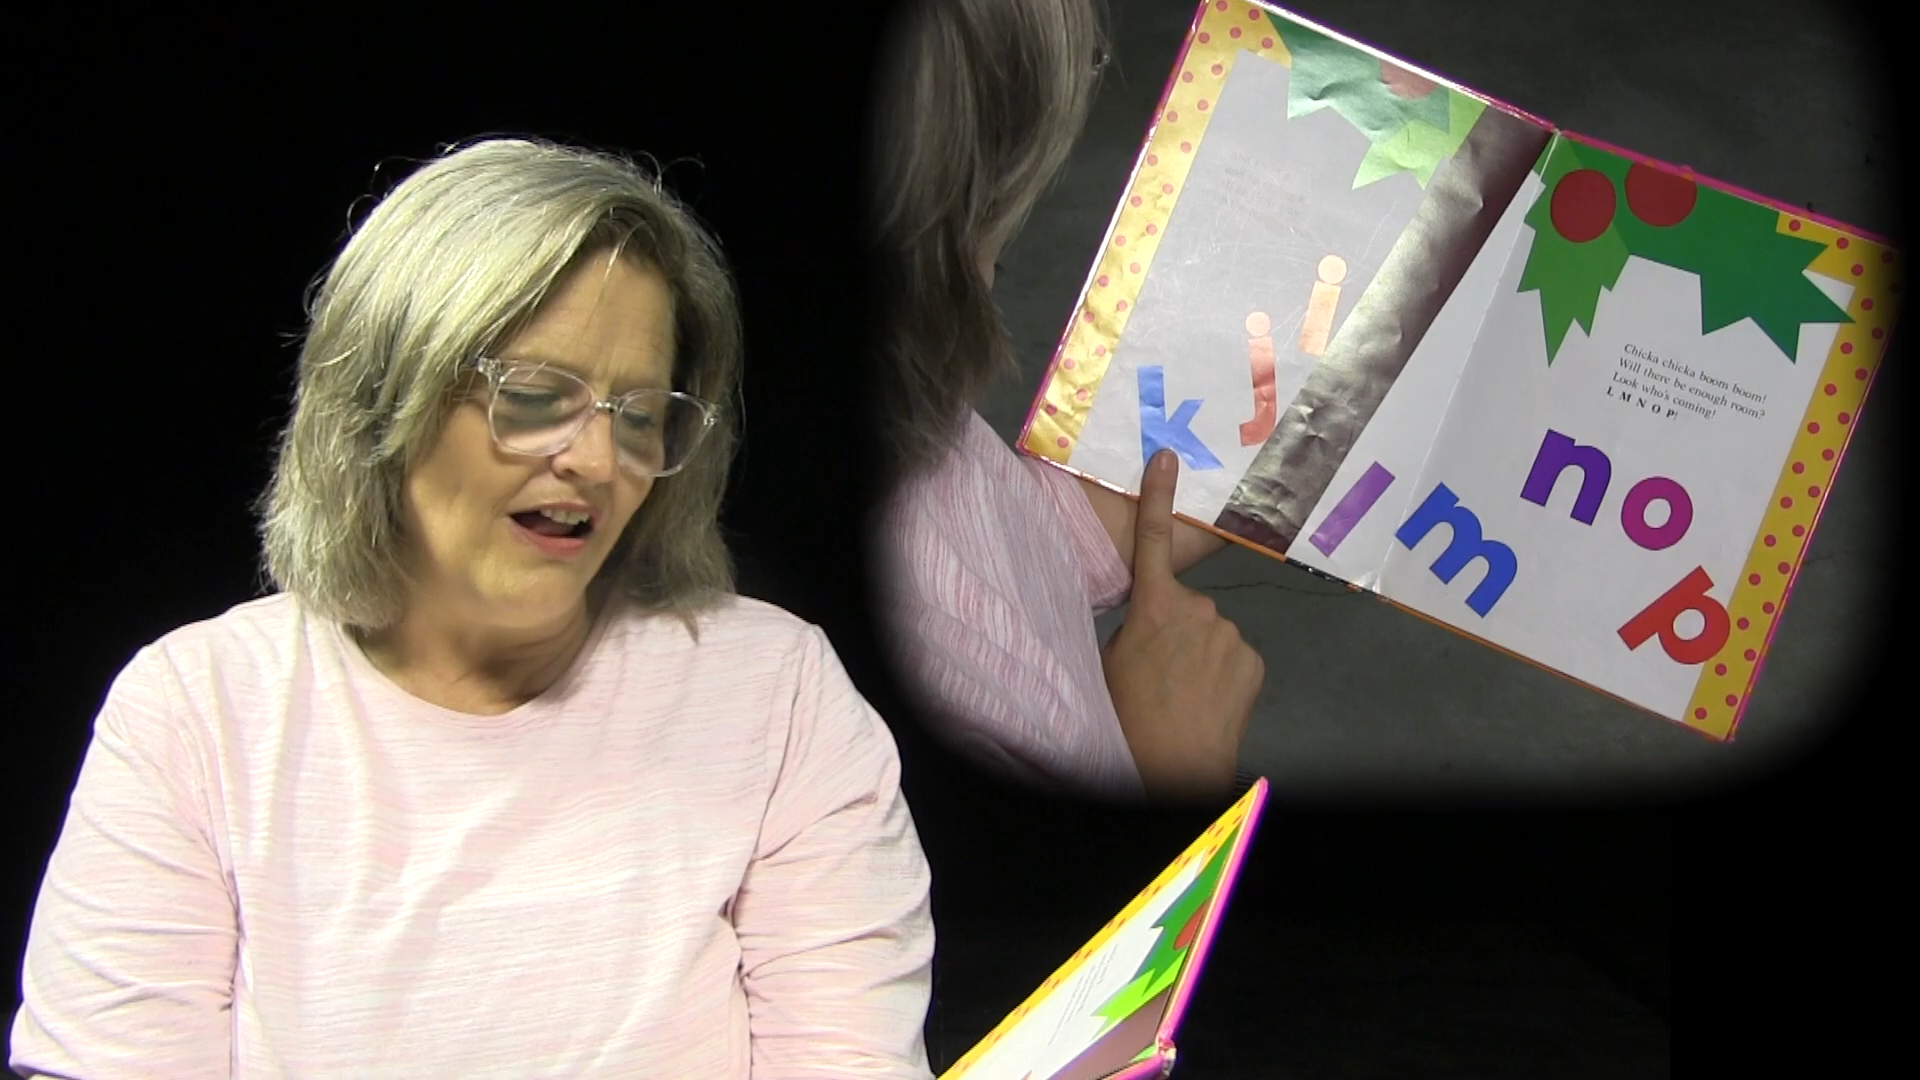 k j i
l m n o p
Chicka chicka boom boom!
Will there be enough room?
Look who's coming!
L M N O P!